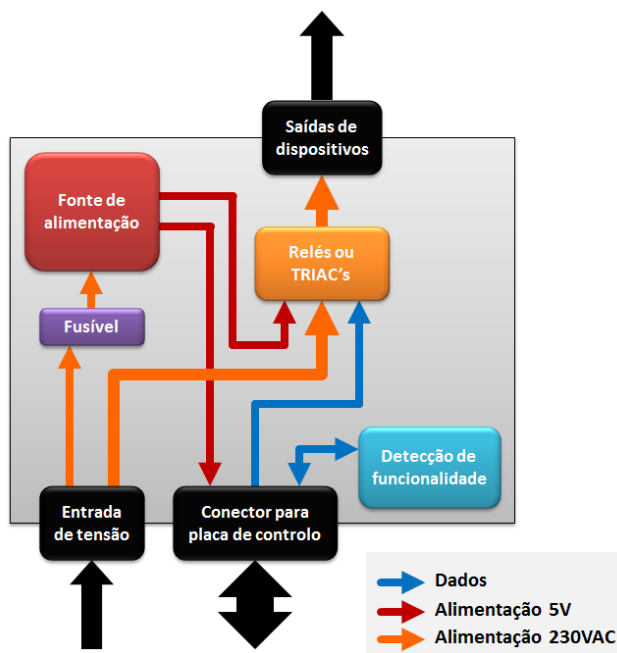 Saídas de
dispositivos
Fonte de
alimentação
Relés ou
TRIAC's
Fusível
Detecção de
funcionalidade
Entrada
de tensão
Conector para
placa de controlo
Dados
Alimentação 5V
Alimentação 230VAC